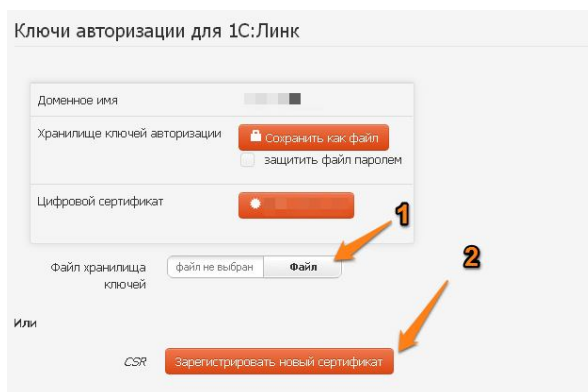 Ключи авторизации для 1С:Линк
Доменное имя
Хранилище ключей авторизации
Сохранить как файл
защитить файл паролем
Цифровой сертификат
1
Файл хранилища
ключей
файл не выбран
Файл
2
Или
CSR
Зарегистрировать новый сертификат